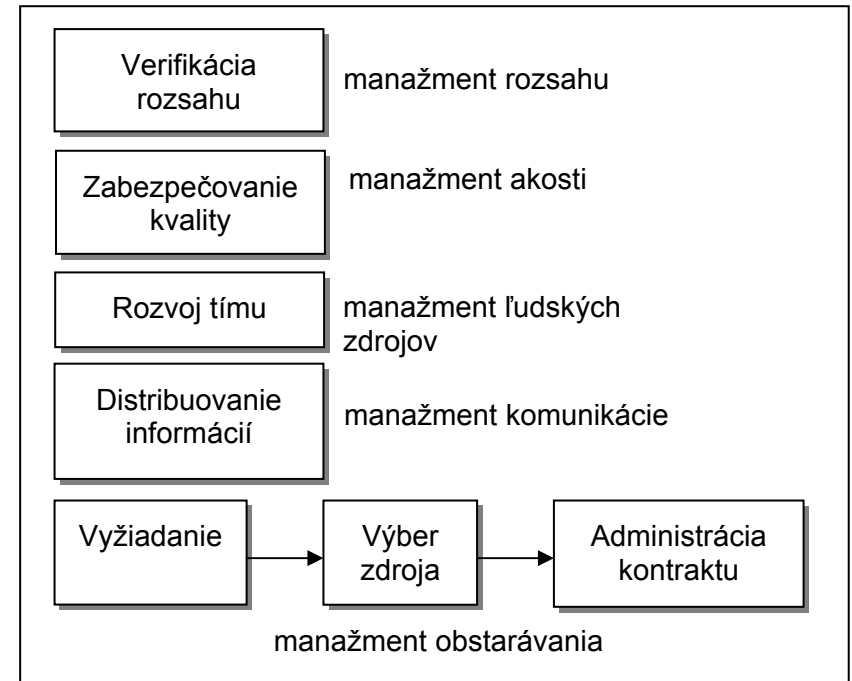 Verifikácia
rozsahu
manažment rozsahu
Zabezpečovanie
kvality
manažment akosti
Rozvoj tímu
manažment ľudských
zdrojov
Distribuovanie
informácií
manažment komunikácie
Vyžiadanie
Výber
zdroja
Administrácia
kontraktu
manažment obstarávania